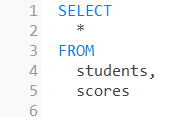 1 SELECT
2   *
3 FROM
4   students,
5   scores
6